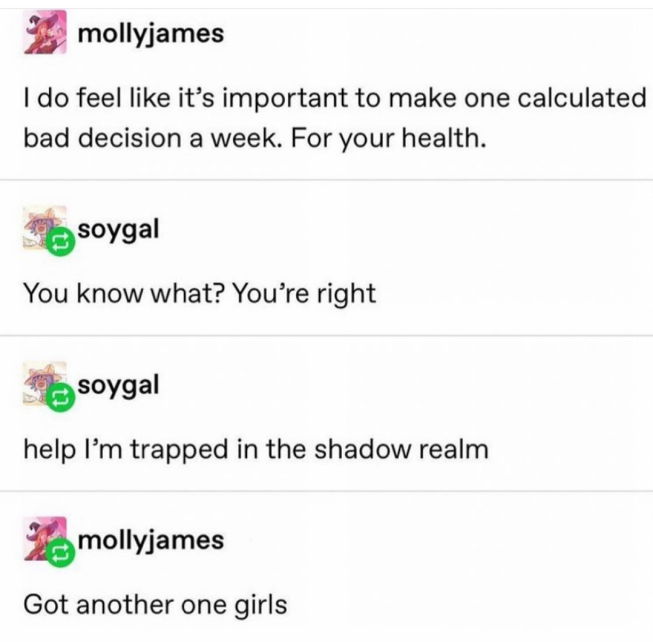 mollyjames
I do feel like it’s important to make one calculated
bad decision a week. For your health.
soygal
You know what? You’re right
soygal
help I’m trapped in the shadow realm
mollyjames
Got another one girls